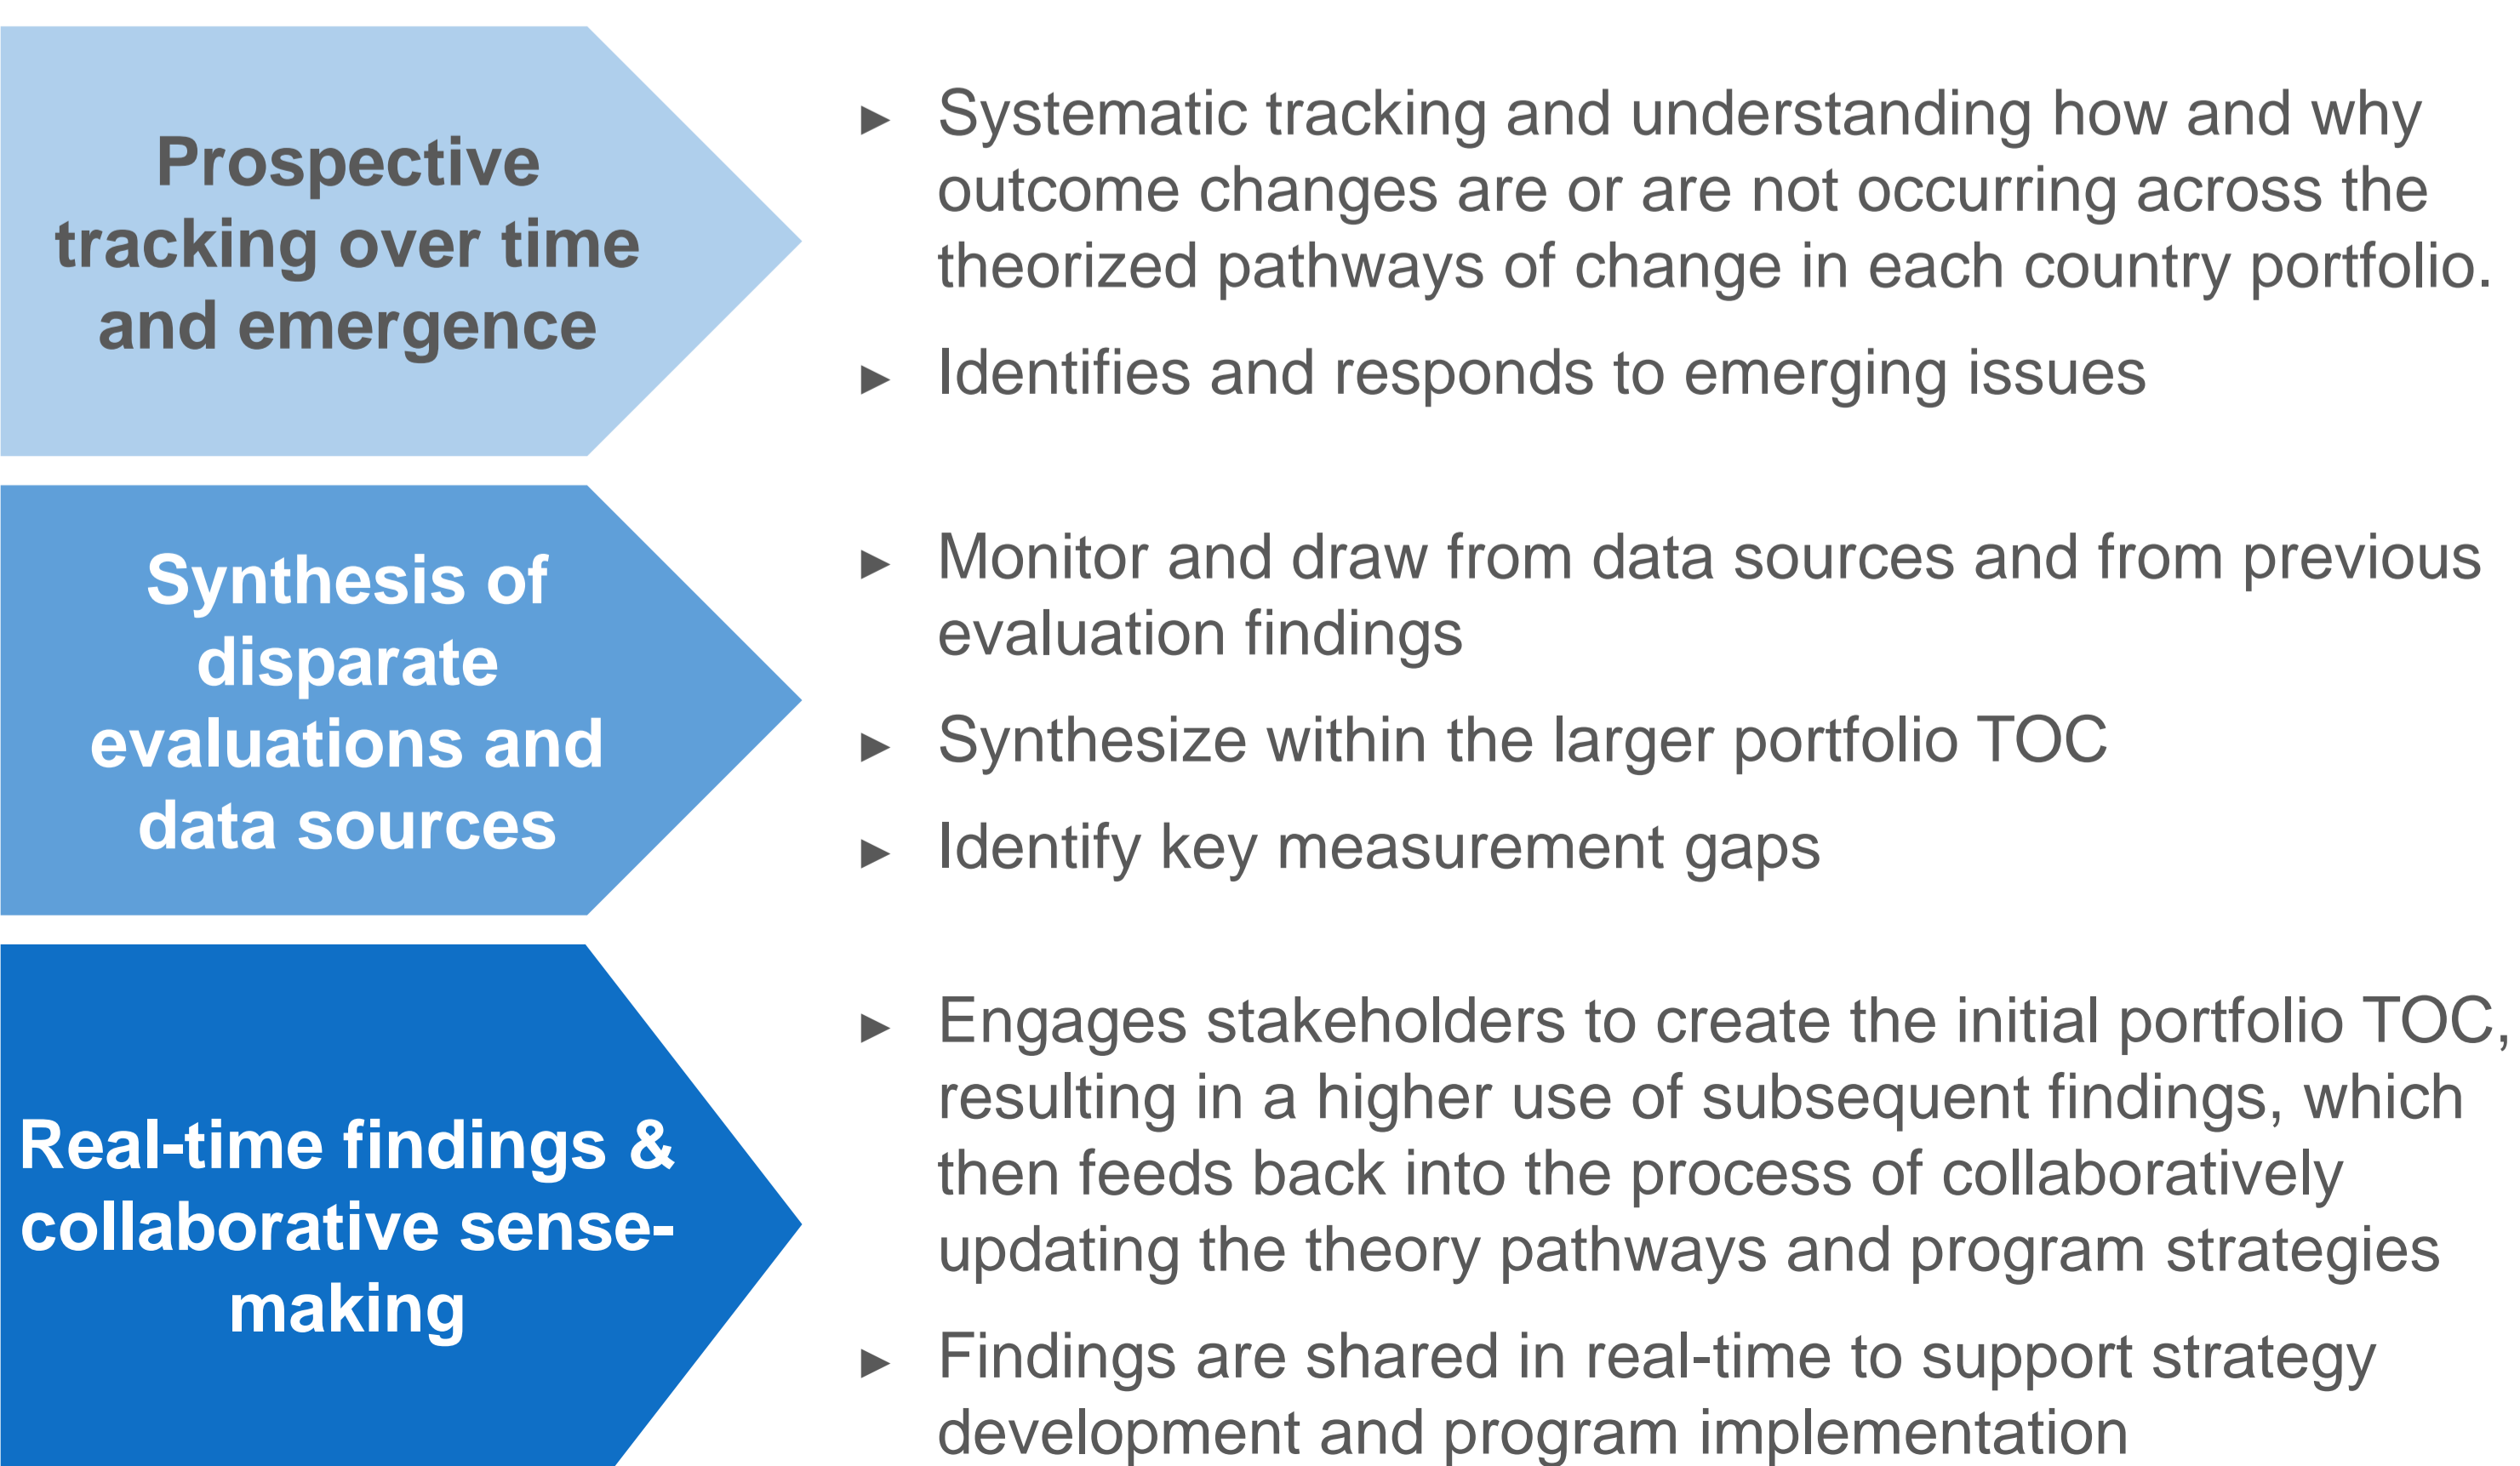 Prospective
tracking over time
and emergence
► Systematic tracking and understanding how and why
outcome changes are or are not occurring across the
theorized pathways of change in each country portfolio.
► Identifies and responds to emerging issues
Synthesis of
disparate
evaluations and
data sources
► Monitor and draw from data sources and from previous
evaluation findings
► Synthesize within the larger portfolio TOC
► Identify key measurement gaps
Real-time findings &
collaborative sense-
making
► Engages stakeholders to create the initial portfolio TOC,
resulting in a higher use of subsequent findings, which
then feeds back into the process of collaboratively
updating the theory pathways and program strategies
► Findings are shared in real-time to support strategy
development and program implementation